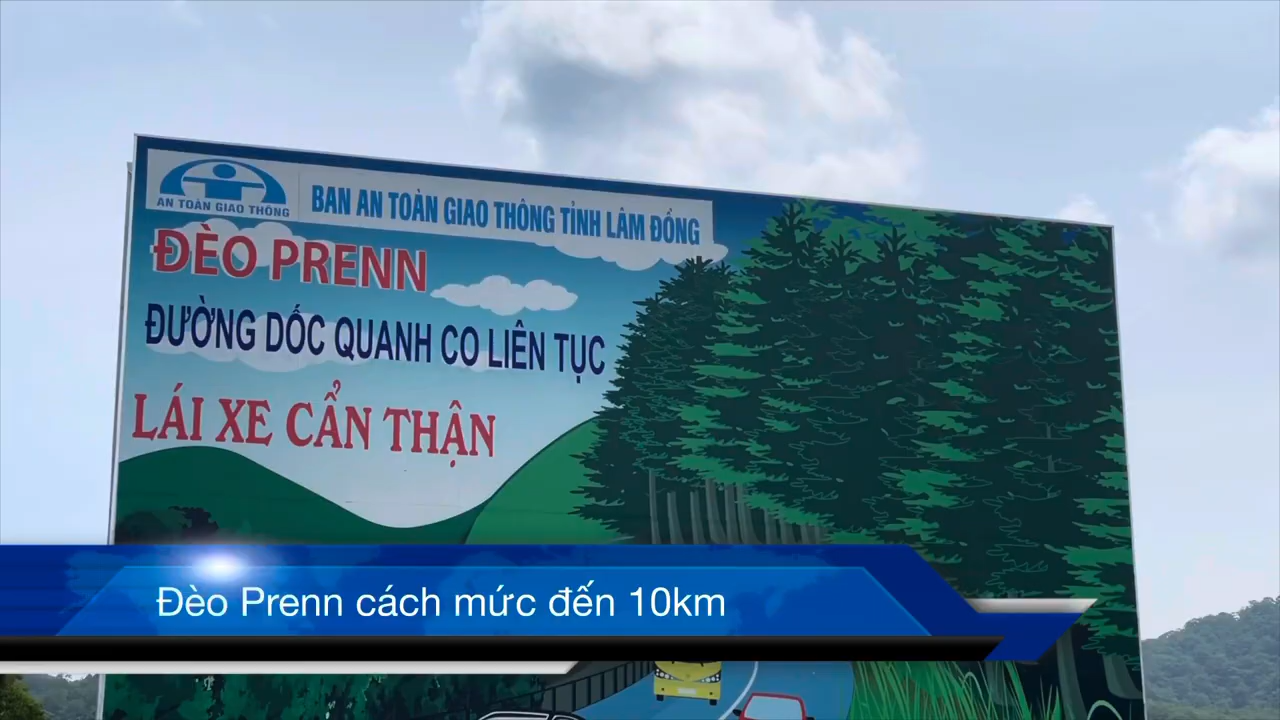 AN TOÀN GIAO THÔNG
BAN AN TOÀN GIAO THÔNG TỈNH LÂM ĐỒNG
ĐÈO PRENN
ĐƯỜNG DỐC QUANH CO LIÊN TỤC
LÁI XE CẨN THẬN
Đèo Prenn cách mức đến 10km